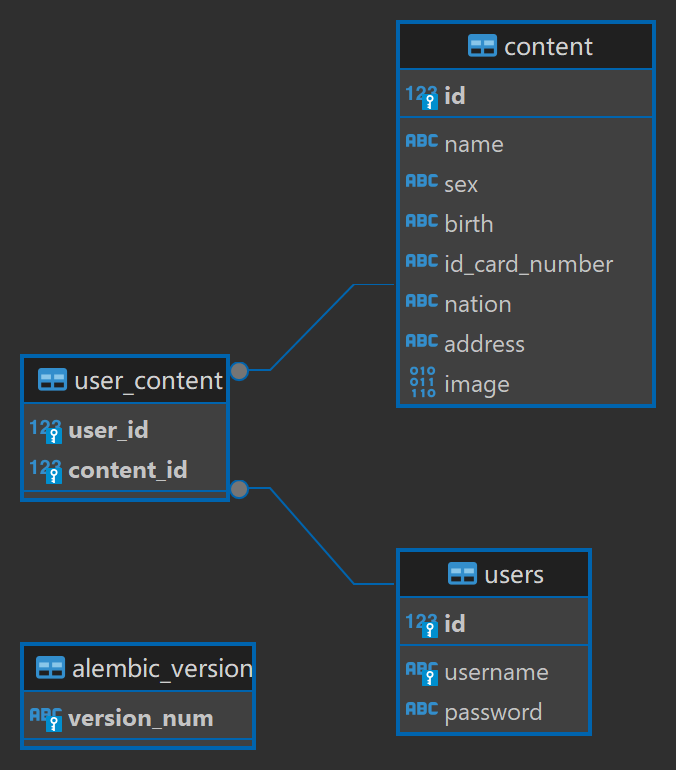 content
123 id
ABC name
ABC sex
ABC birth
ABC id_card_number
ABC nation
ABC address
010
011
110
image
user_content
123 user_id
123 content_id
users
123 id
ABC username
ABC password
alembic_version
ABC version_num